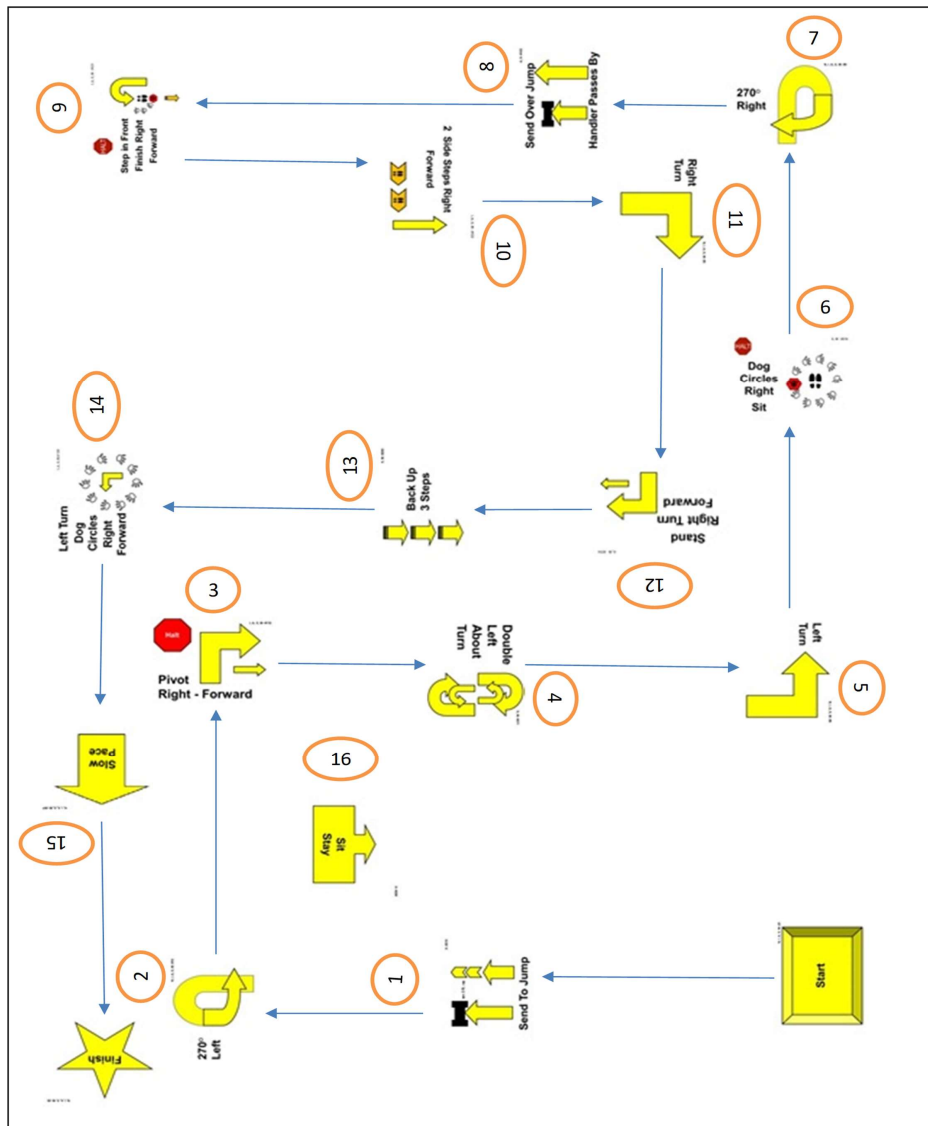 Start
1
Send To Jump
2
270°
Left
3
Halt
Pivot
Right - Forward
4
Double
Left
About
Turn
5
Left
Turn
6
HALT
Dog
Circles
Right
Sit
7
270°
Right
8
Send Over Jump
Handler Passes By
9
HALT
Step in Front
Finish Right
Forward
10
2 Side Steps Right
Forward
11
Right
Turn
12
Stand
Right Turn
Forward
13
Back Up
3 Steps
14
Left Turn
Dog
Circles
Right
Forward
15
Slow
Pace
16
Sit
Stay
Finish